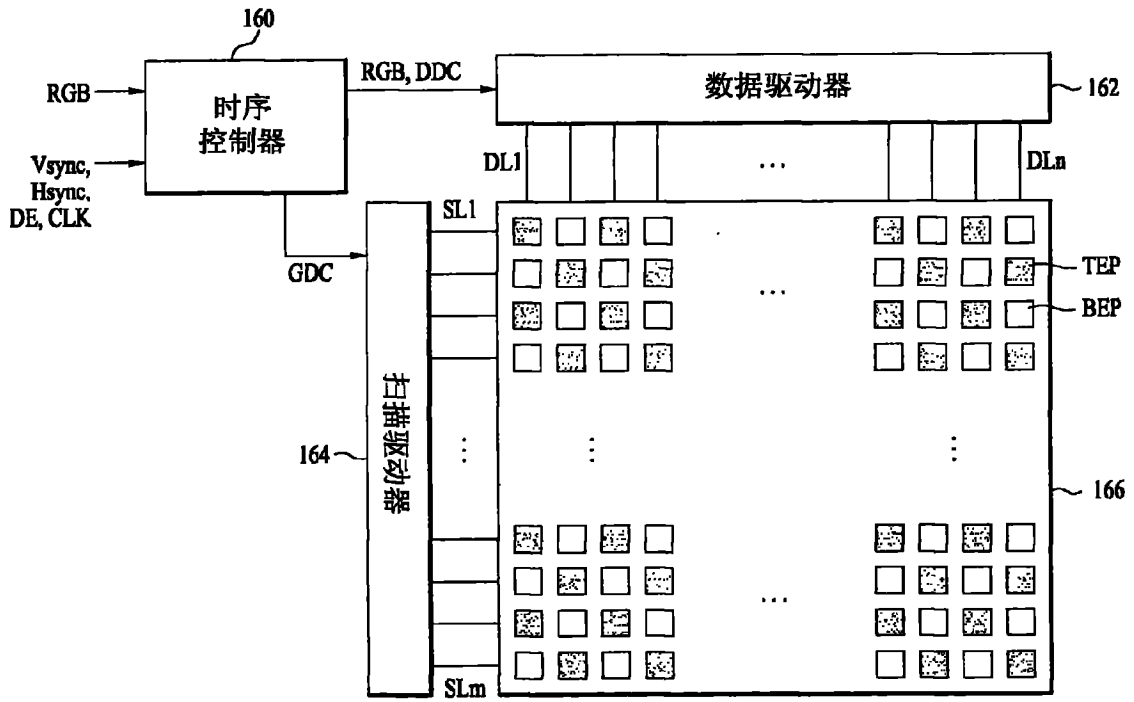 160
RGB
时序
控制器
RGB, DDC
数据驱动器
162
Vsync,
Hsync,
DE, CLK
DL1
...
DLn
GDC
SL1
TEP
...
BEP
扫描驱动器
164
...
...
...
166
...
SLm